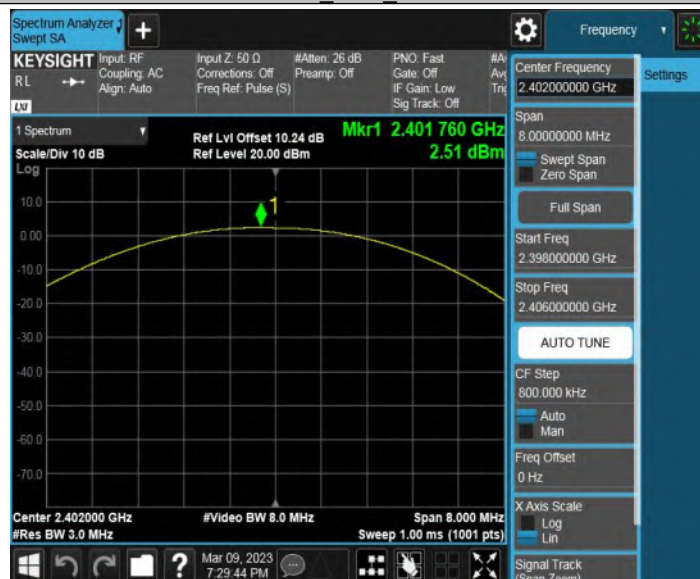 Spectrum Analyzer 1
Swept SA
Frequency
KEYSIGHT
RL
LXI
Input: RF
Coupling: AC
Align: Auto
Input Z: 50 Ω
Corrections: Off
Freq Ref: Pulse (S)
#Atten: 26 dB
Preamp: Off
PNO: Fast
Gate: Off
IF Gain: Low
Sig Track: Off
1 Spectrum
Scale/Div 10 dB
Log
Ref Lvl Offset 10.24 dB
Ref Level 20.00 dBm
Mkr1 2.401 760 GHz
2.51 dBm
1
10.0
0.00
-10.0
-20.0
-30.0
-40.0
-50.0
-60.0
-70.0
Center 2.402000 GHz
#Res BW 3.0 MHz
#Video BW 8.0 MHz
Span 8.000 MHz
Sweep 1.00 ms (1001 pts)
Mar 09, 2023
7:29:44 PM
Center Frequency
2.402000000 GHz
Settings
Span
8.00000000 MHz
Swept Span
Zero Span
Full Span
Start Freq
2.398000000 GHz
Stop Freq
2.406000000 GHz
AUTO TUNE
CF Step
800.000 kHz
Auto
Man
Freq Offset
0 Hz
X Axis Scale
Log
Lin
Signal Track
(Span Zoom)